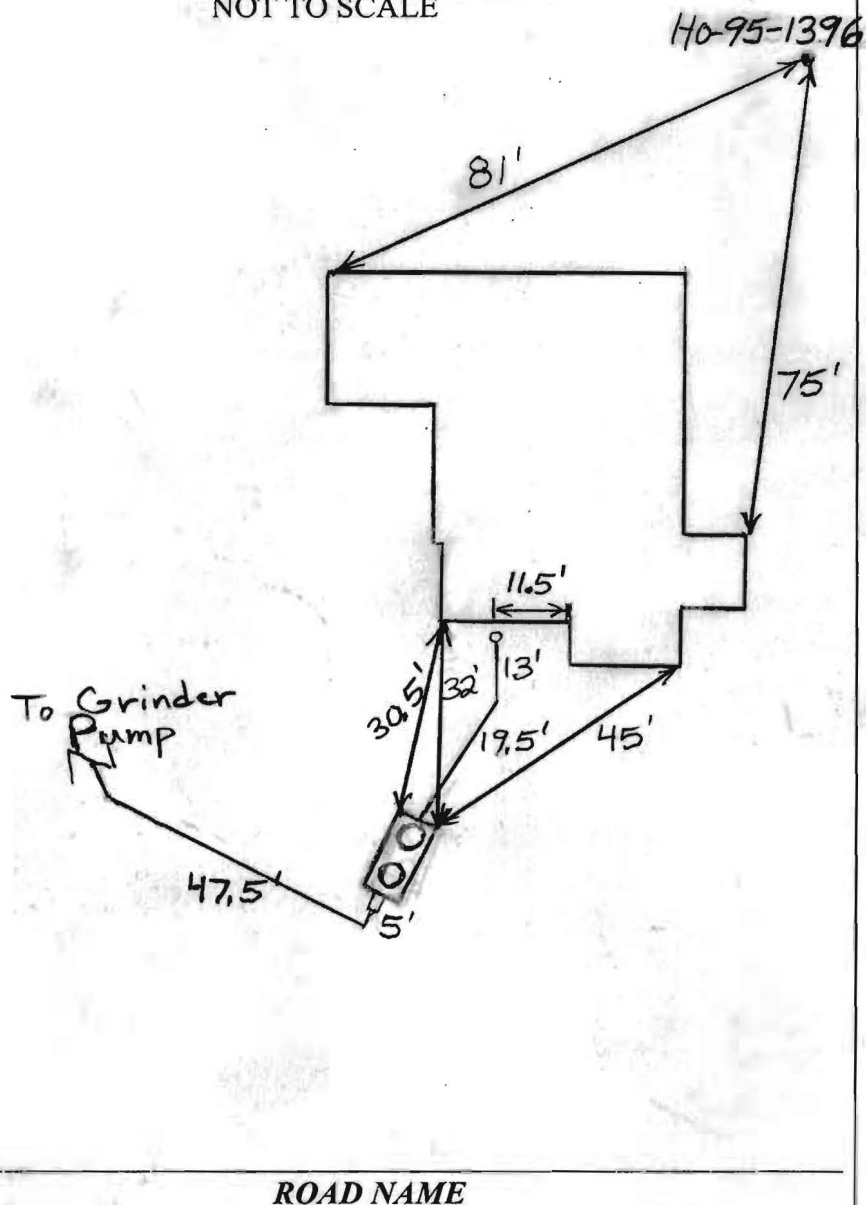 NOT TO SCALE
Ho-95-1396
81'
75'
11.5'
13'
30.5'
32'
19.5'
45'
To Grinder
Pump
47.5'
5'
ROAD NAME